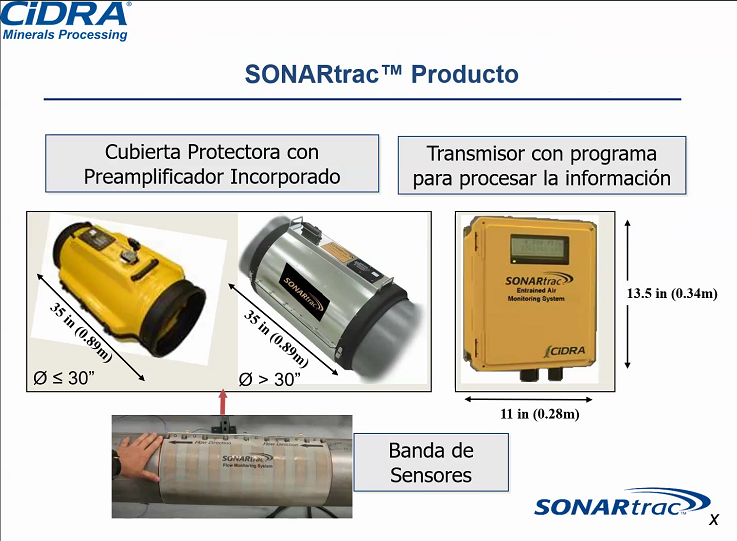 CiDRA®
Minerals Processing
SONARtrac™ Producto
Cubierta Protectora con
Preamplificador Incorporado
Transmisor con programa
para procesar la información
35 in (0.89m)
Ø ≤ 30”
SONARtrac
35 in (0.89m)
Ø > 30”
SONARtrac
Entrained Air
Monitoring System
CiDRA
13.5 in (0.34m)
11 in (0.28m)
Flow Direction
Flow Direction
SONARtrac
Flow Monitoring System
Banda de
Sensores
SONARtrac™
x